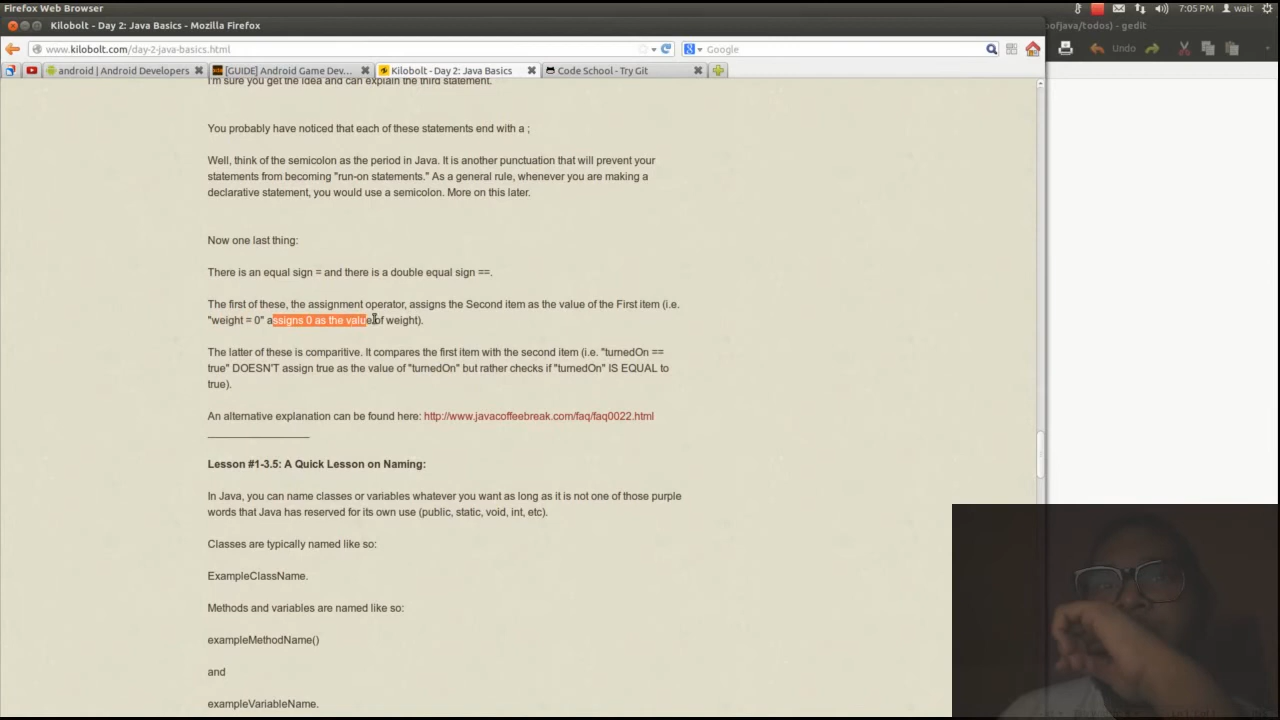 Firefox Web Browser
7:05 PM wait
Kilobolt - Day 2: Java Basics - Mozilla Firefox
ofjava/todos) - gedit
www.kilobolt.com/day-2-java-basics.html
Google
Undo
android | Android Developers
[GUIDE] Android Game Dev...
Kilobolt - Day 2: Java Basics
Code School - Try Git
I'm sure you get the idea and can explain the third statement.
You probably have noticed that each of these statements end with a ;
Well, think of the semicolon as the period in Java. It is another punctuation that will prevent your
statements from becoming "run-on statements." As a general rule, whenever you are making a
declarative statement, you would use a semicolon. More on this later.
Now one last thing:
There is an equal sign = and there is a double equal sign ==.
The first of these, the assignment operator, assigns the Second item as the value of the First item (i.e.
"weight = 0" assigns 0 as the value of weight).
The latter of these is comparitive. It compares the first item with the second item (i.e. "turnedOn ==
true" DOESN'T assign true as the value of "turnedOn" but rather checks if "turnedOn" IS EQUAL to
true).
An alternative explanation can be found here: http://www.javacoffeebreak.com/faq/faq0022.html
Lesson #1-3.5: A Quick Lesson on Naming:
In Java, you can name classes or variables whatever you want as long as it is not one of those purple
words that Java has reserved for its own use (public, static, void, int, etc).
Classes are typically named like so:
ExampleClassName.
Methods and variables are named like so:
exampleMethodName()
and
exampleVariableName.